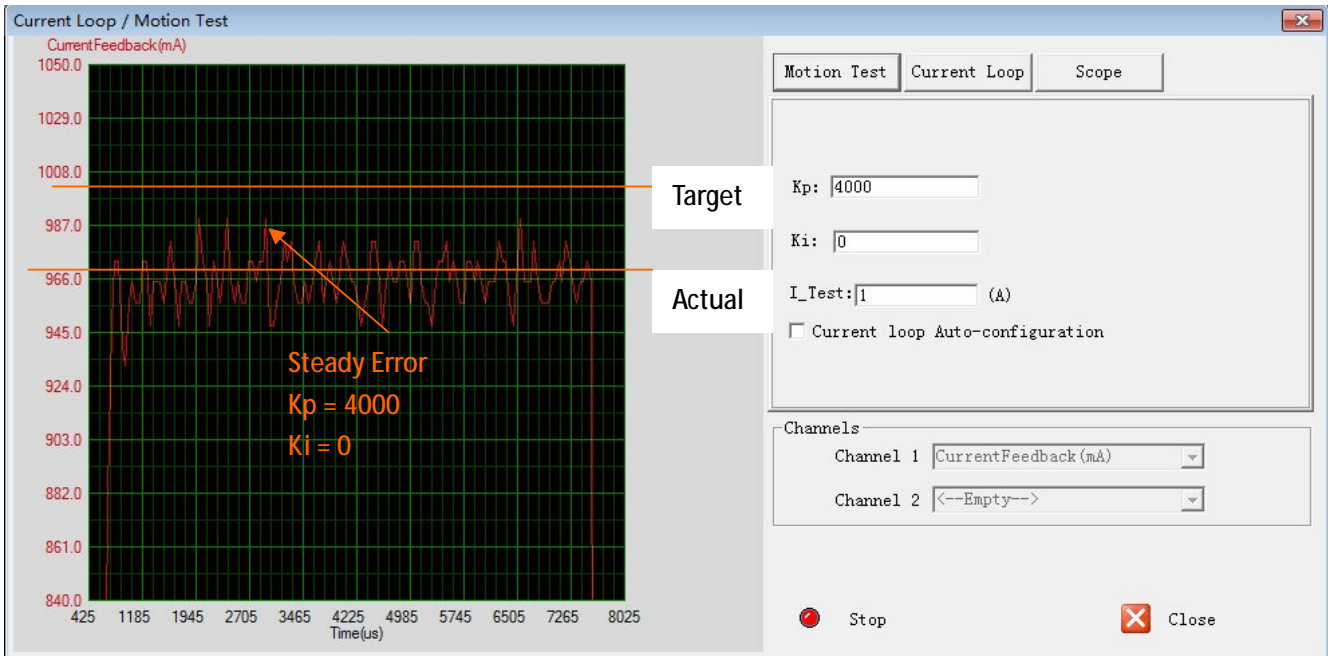 Current Loop / Motion Test
CurrentFeedback(mA)
1050.0
1029.0
1008.0
987.0
966.0
945.0
924.0
903.0
882.0
861.0
840.0
425 1185 1945 2705 3465 4225 4985 5745 6505 7265 8025
Time(us)
Target
Actual
Steady Error
Kp = 4000
Ki = 0
Motion Test Current Loop Scope
Kp: 4000
Ki: 0
I_Test: 1 (A)
Current loop Auto-configuration
Channels
Channel 1 CurrentFeedback(mA)
Channel 2 <--Empty-->
Stop Close